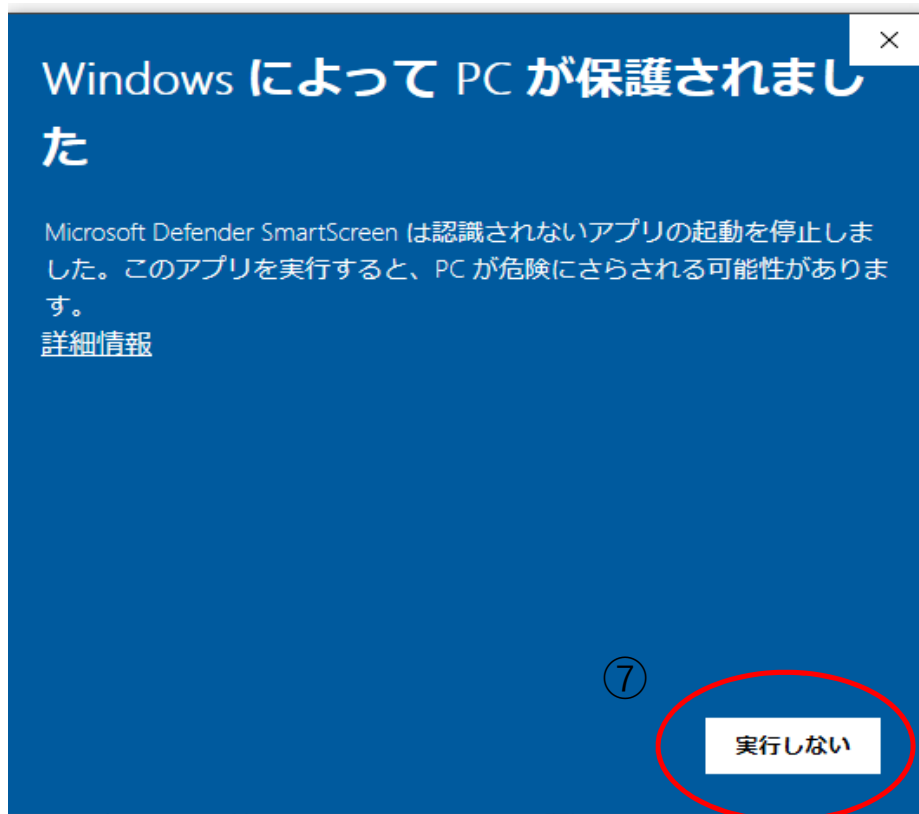 Windows によって PC が保護されまし
た
Microsoft Defender SmartScreen は認識されないアプリの起動を停止しま
した。このアプリを実行すると、PC が危険にさらされる可能性がありま
す。
詳細情報
⑦
実行しない